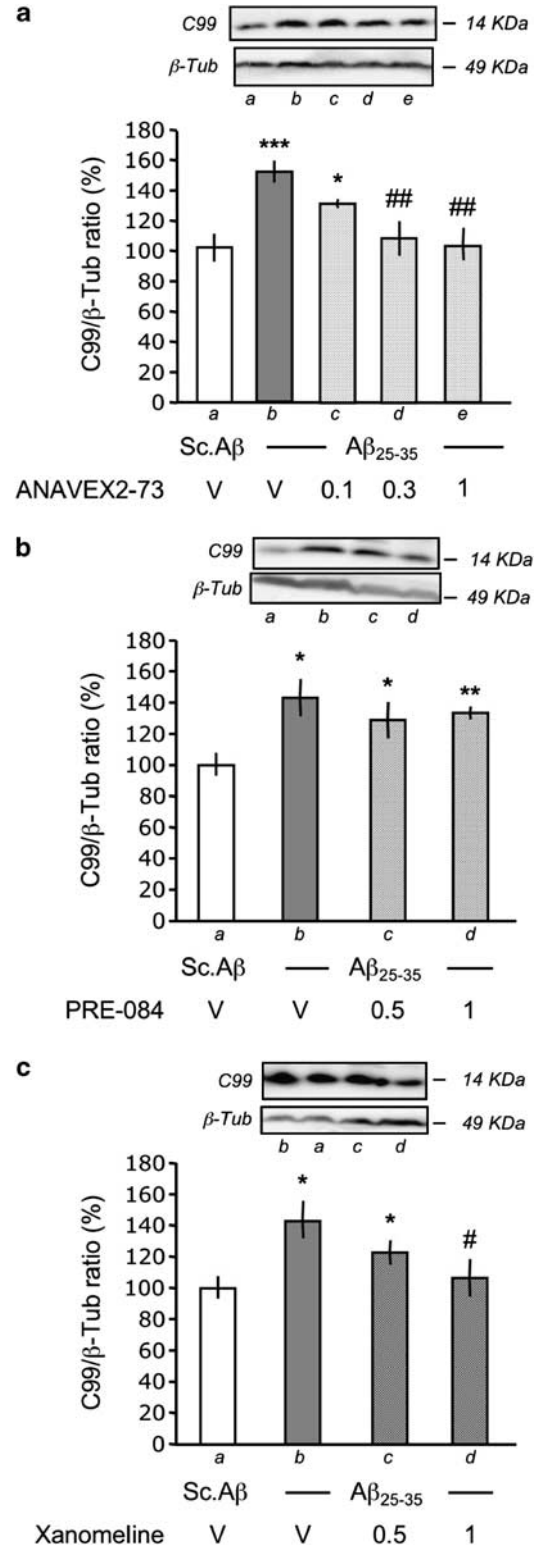 a
C99 – 14 KDa
β-Tub – 49 KDa
a b c d e
C99/β-Tub ratio (%)
180
160
140
120
100
80
60
40
20
0
***
*
##
##
a b c d e
Sc.Aβ Aβ25-35
ANAVEX2-73 V V 0.1 0.3 1
b
C99 – 14 KDa
β-Tub – 49 KDa
a b c d
C99/β-Tub ratio (%)
180
160
140
120
100
80
60
40
20
0
*
*
**
a b c d
Sc.Aβ Aβ25-35
PRE-084 V V 0.5 1
c
C99 – 14 KDa
β-Tub – 49 KDa
b a c d
C99/β-Tub ratio (%)
180
160
140
120
100
80
60
40
20
0
*
*
#
a b c d
Sc.Aβ Aβ25-35
Xanomeline V V 0.5 1